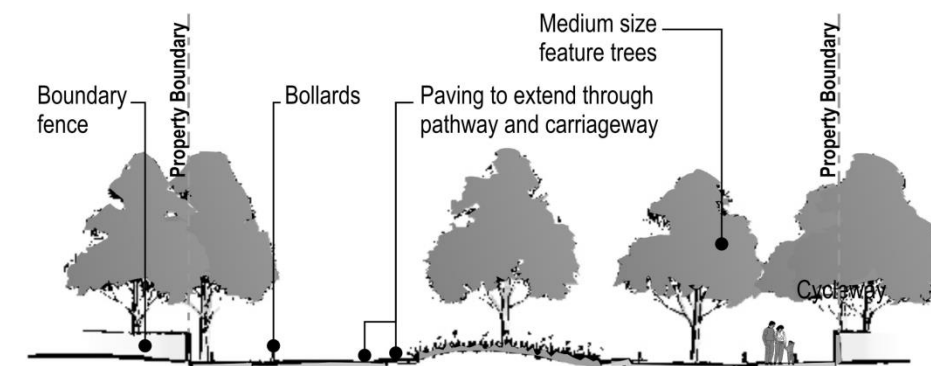 Property Boundary
Boundary
fence
Bollards
Paving to extend through
pathway and carriageway
Medium size
feature trees
Property Boundary
Cycleway